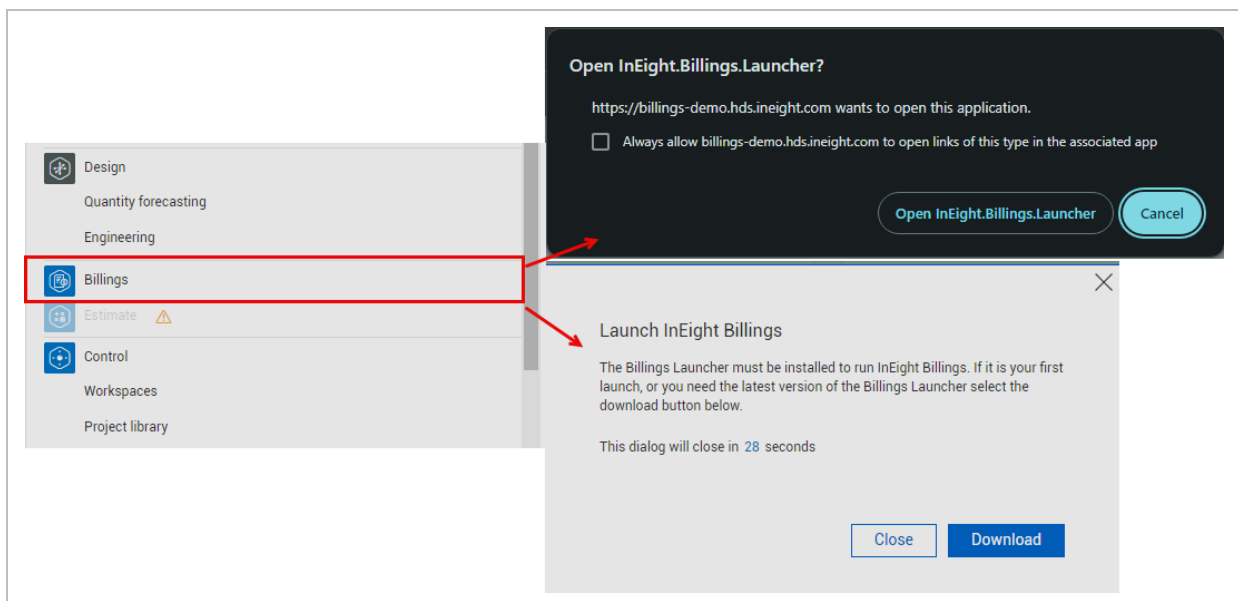 Open InEight.Billings.Launcher?
https://billings-demo.hds.ineight.com wants to open this application.
Always allow billings-demo.hds.ineight.com to open links of this type in the associated app
Open InEight.Billings.Launcher
Cancel
Design
Quantity forecasting
Engineering
Billings
Estimate
Control
Workspaces
Project library
Launch InEight Billings
The Billings Launcher must be installed to run InEight Billings. If it is your first
launch, or you need the latest version of the Billings Launcher select the
download button below.
This dialog will close in 28 seconds
Close
Download